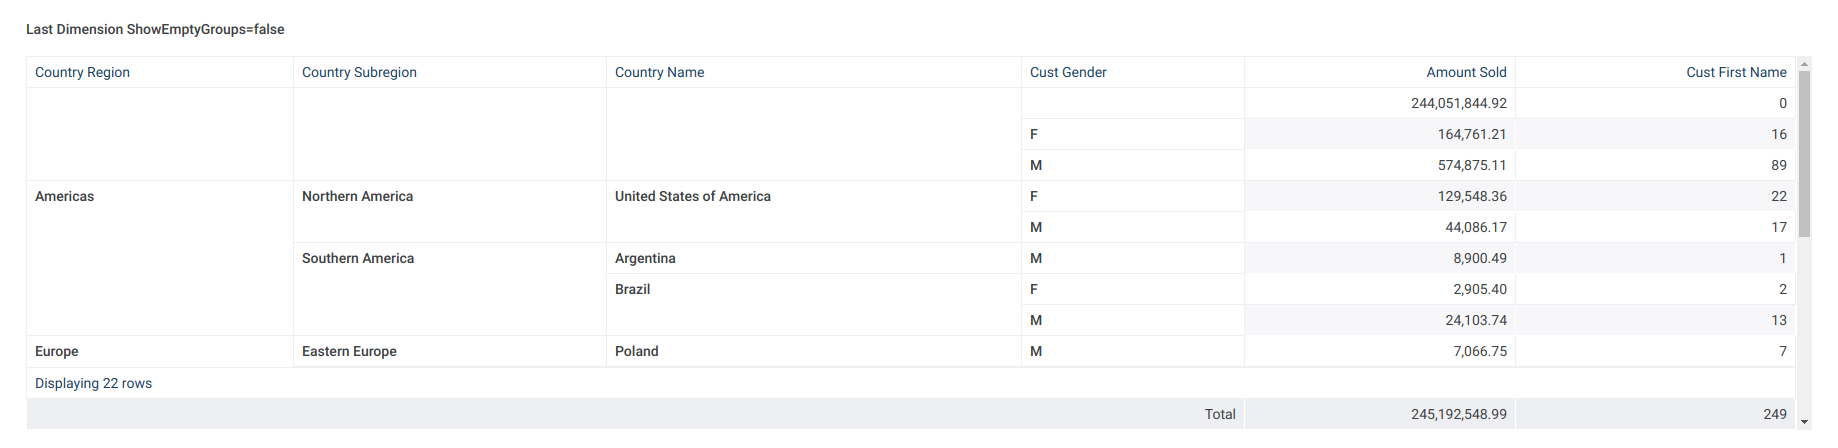 Last Dimension ShowEmptyGroups=false
Country Region Country Subregion Country Name Cust Gender Amount Sold Cust First Name
244,051,844.92 0
F 164,761.21 16
M 574,875.11 89
Americas Northern America United States of America F 129,548.36 22
M 44,086.17 17
Southern America Argentina M 8,900.49 1
Brazil F 2,905.40 2
M 24,103.74 13
Europe Eastern Europe Poland M 7,066.75 7
Displaying 22 rows
Total 245,192,548.99 249